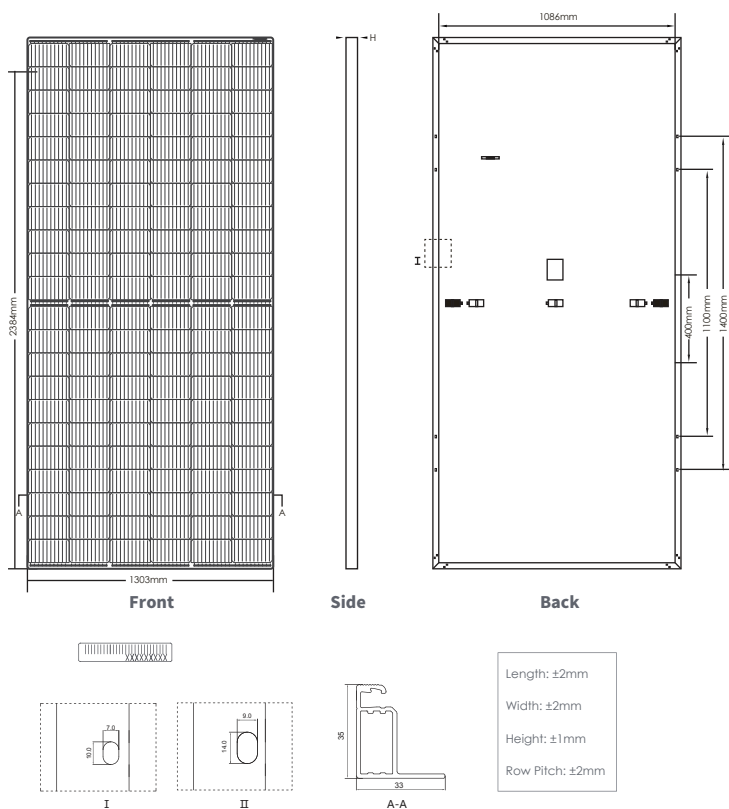 1086mm
H
2384mm
I
400mm
1100mm
1400mm
A
A
1303mm
Front
Side
Back
7.0
10.0
I
9.0
14.0
II
35
33
A-A
Length: ±2mm
Width: ±2mm
Height: ±1mm
Row Pitch: ±2mm